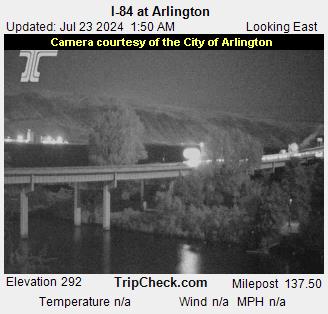 I-84 at Arlington
Updated: Jul 23 2024 1:50 AM Looking East
Camera courtesy of the City of Arlington
Elevation 292 TripCheck.com Milepost 137.50
Temperature n/a Wind n/a MPH n/a